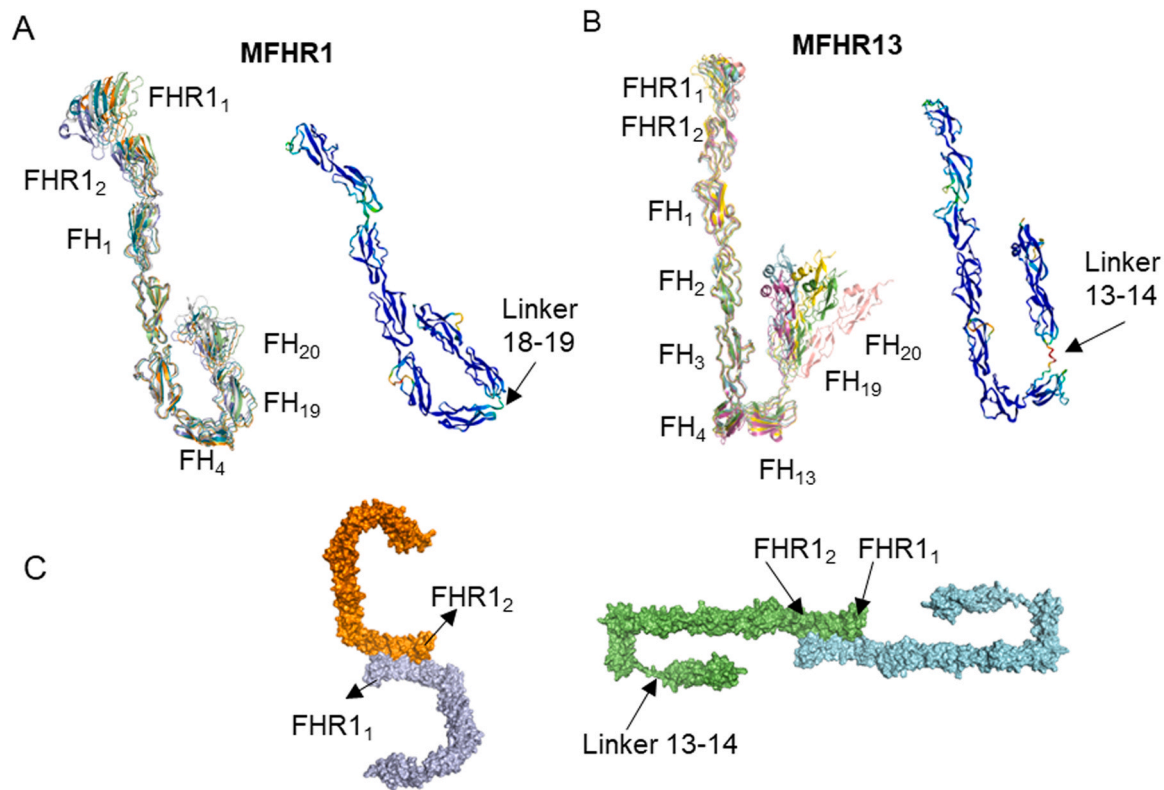 A
MFHR1
FHR1₁
FHR1₂
FH₁
FH₂₀
FH₁₉
FH₄
Linker
18-19
B
MFHR13
FHR1₁
FHR1₂
FH₁
FH₂
FH₃
FH₄
FH₁₃
FH₂₀
FH₁₉
Linker
13-14
C
FHR1₂
FHR1₁
FHR1₂
FHR1₁
Linker 13-14